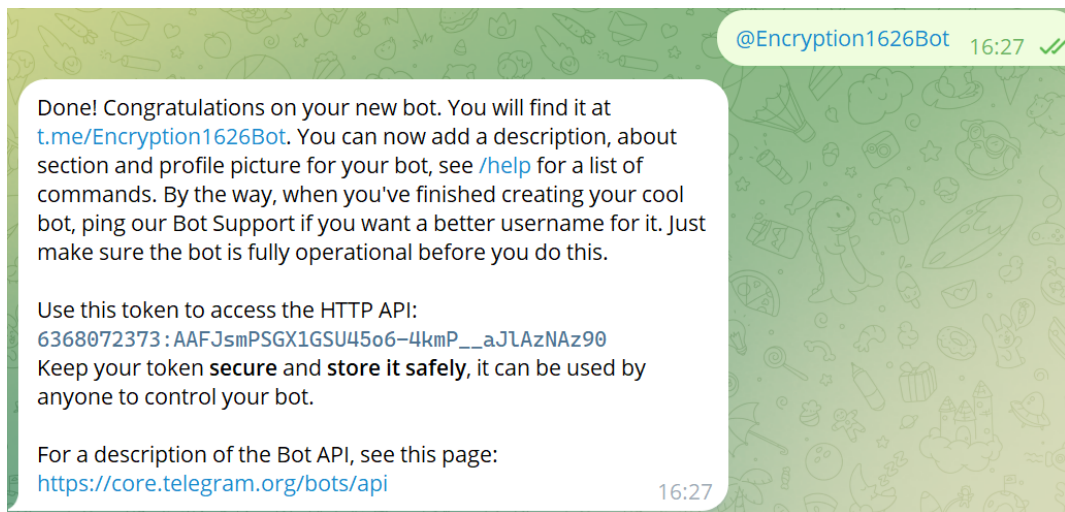 @Encryption1626Bot 16:27
Done! Congratulations on your new bot. You will find it at
t.me/Encryption1626Bot. You can now add a description, about
section and profile picture for your bot, see /help for a list of
commands. By the way, when you've finished creating your cool
bot, ping our Bot Support if you want a better username for it. Just
make sure the bot is fully operational before you do this.
Use this token to access the HTTP API:
6368072373:AAFJsmPSGX1GSU45o6-4kmP__aJlAzNAz90
Keep your token secure and store it safely, it can be used by
anyone to control your bot.
For a description of the Bot API, see this page:
https://core.telegram.org/bots/api
16:27